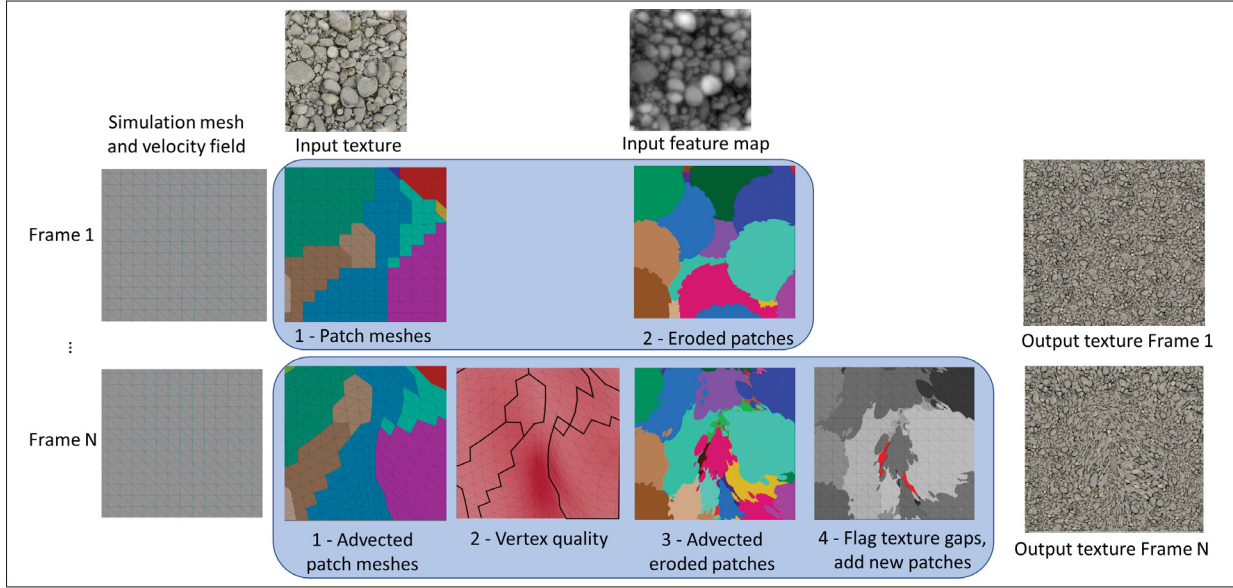 Simulation mesh
and velocity field
Input texture
Input feature map
Frame 1
1 - Patch meshes
2 - Eroded patches
Output texture Frame 1
...
Frame N
1 - Advected
patch meshes
2 - Vertex quality
3 - Advected
eroded patches
4 - Flag texture gaps,
add new patches
Output texture Frame N